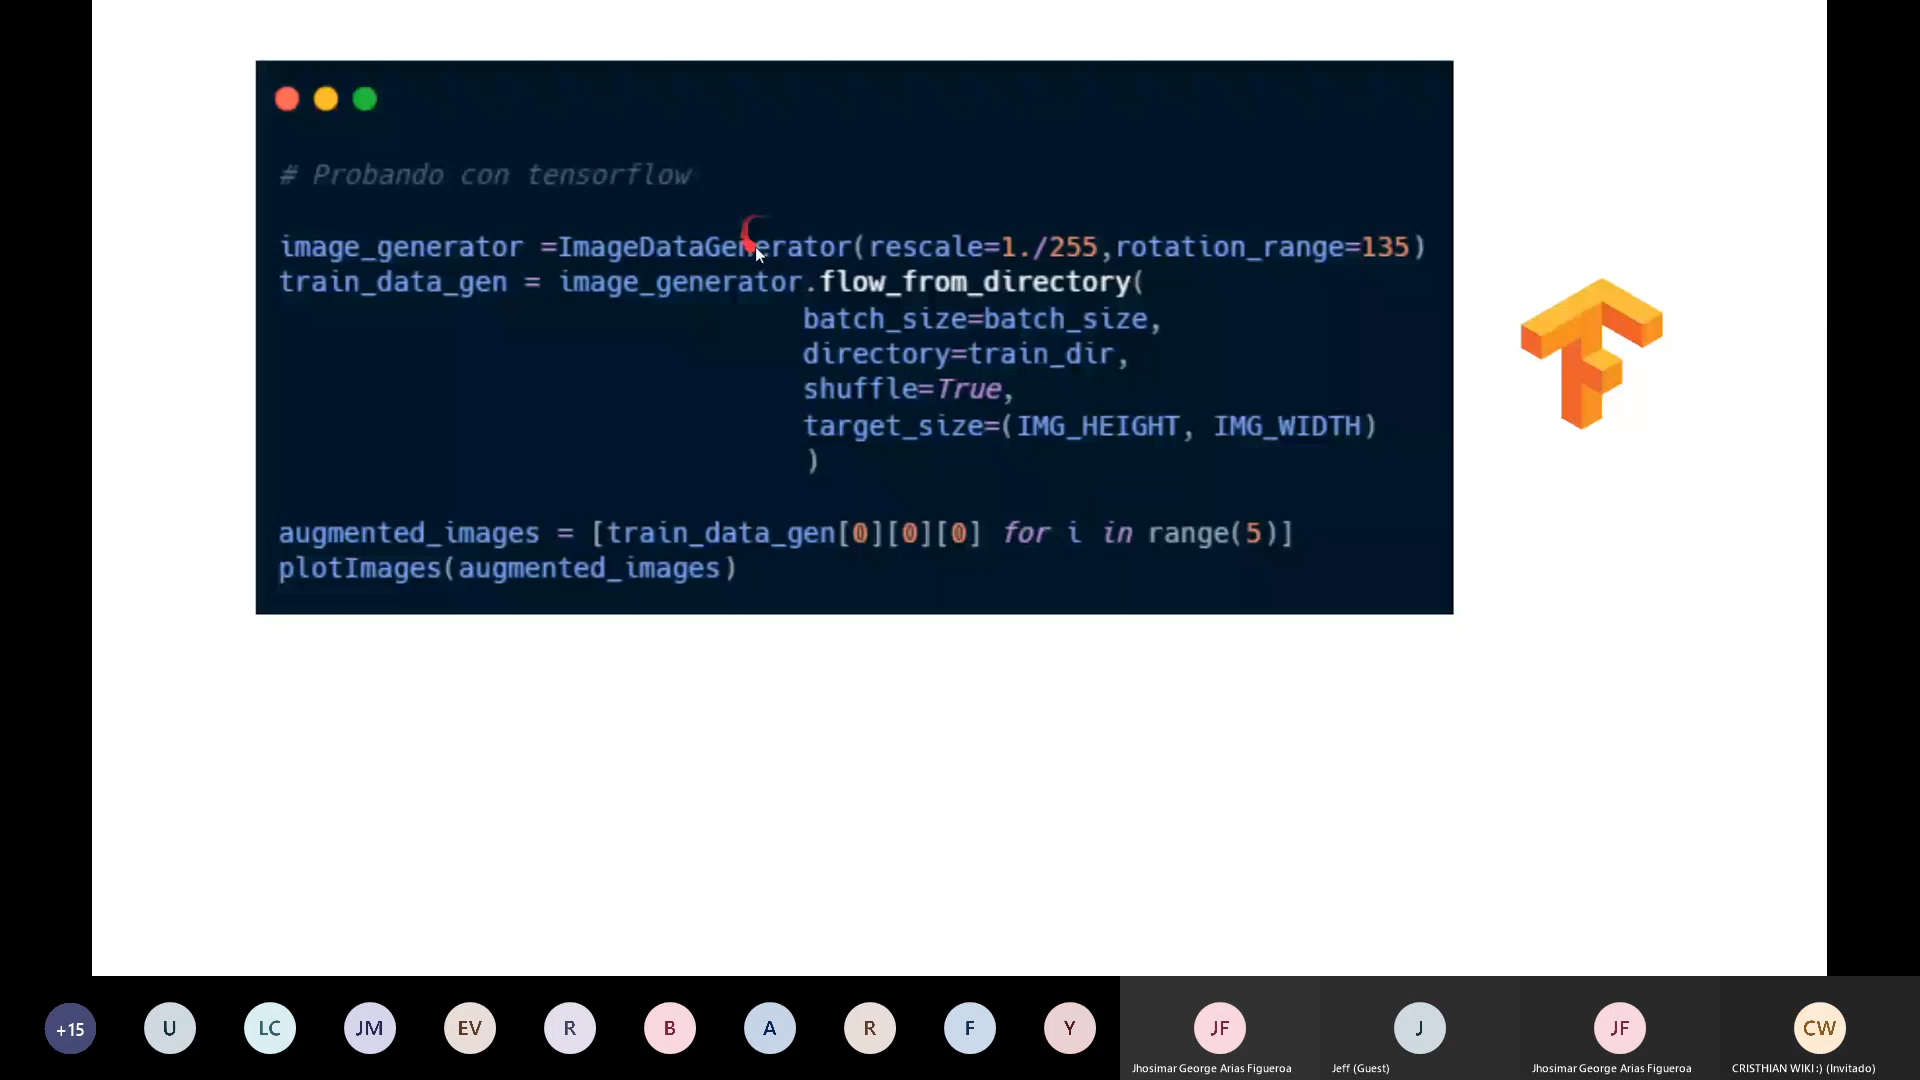 # Probando con tensorflow
image_generator =ImageDataGenerator(rescale=1./255,rotation_range=135)
train_data_gen = image_generator.flow_from_directory(
batch_size=batch_size,
directory=train_dir,
shuffle=True,
target_size=(IMG_HEIGHT, IMG_WIDTH)
)
augmented_images = [train_data_gen[0][0][0] for i in range(5)]
plotImages(augmented_images)
+15
U
LC
JM
EV
R
B
A
R
F
Y
JF
J
JF
CW
Jhosimar George Arias Figueroa
Jeff (Guest)
Jhosimar George Arias Figueroa
CRISTHIAN WIKI :) (Invitado)